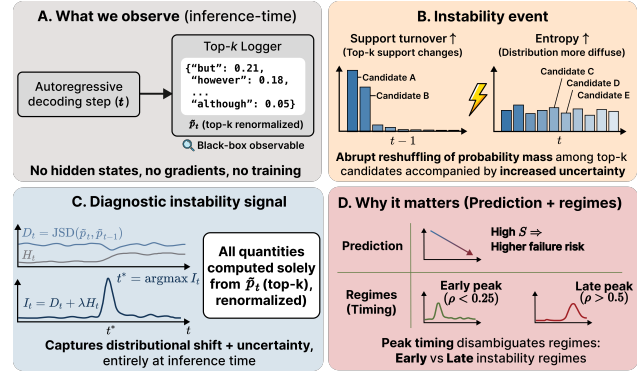 A. What we observe (inference-time)
Autoregressive
decoding step (t)
Top-k Logger
{"but": 0.21,
"however": 0.18,
...
"although": 0.05}
p̃ₜ (top-k renormalized)
🔍 Black-box observable
No hidden states, no gradients, no training
B. Instability event
Support turnover ↑
(Top-k support changes)
Candidate A
Candidate B
t − 1
Entropy ↑
(Distribution more diffuse)
Candidate C
Candidate D
Candidate E
t
Abrupt reshuffling of probability mass among top-k
candidates accompanied by increased uncertainty
C. Diagnostic instability signal
Dₜ = JSD(p̃ₜ, p̃ₜ₋₁)
Hₜ
t* = argmax Iₜ
Iₜ = Dₜ + λHₜ
t*
t
All quantities
computed solely
from p̃ₜ (top-k),
renormalized)
Captures distributional shift + uncertainty,
entirely at inference time
D. Why it matters (Prediction + regimes)
Prediction
High S ⇒
Higher failure risk
Regimes
(Timing)
Early peak
(ρ < 0.25)
Late peak
(ρ > 0.5)
Peak timing disambiguates regimes:
Early vs Late instability regimes